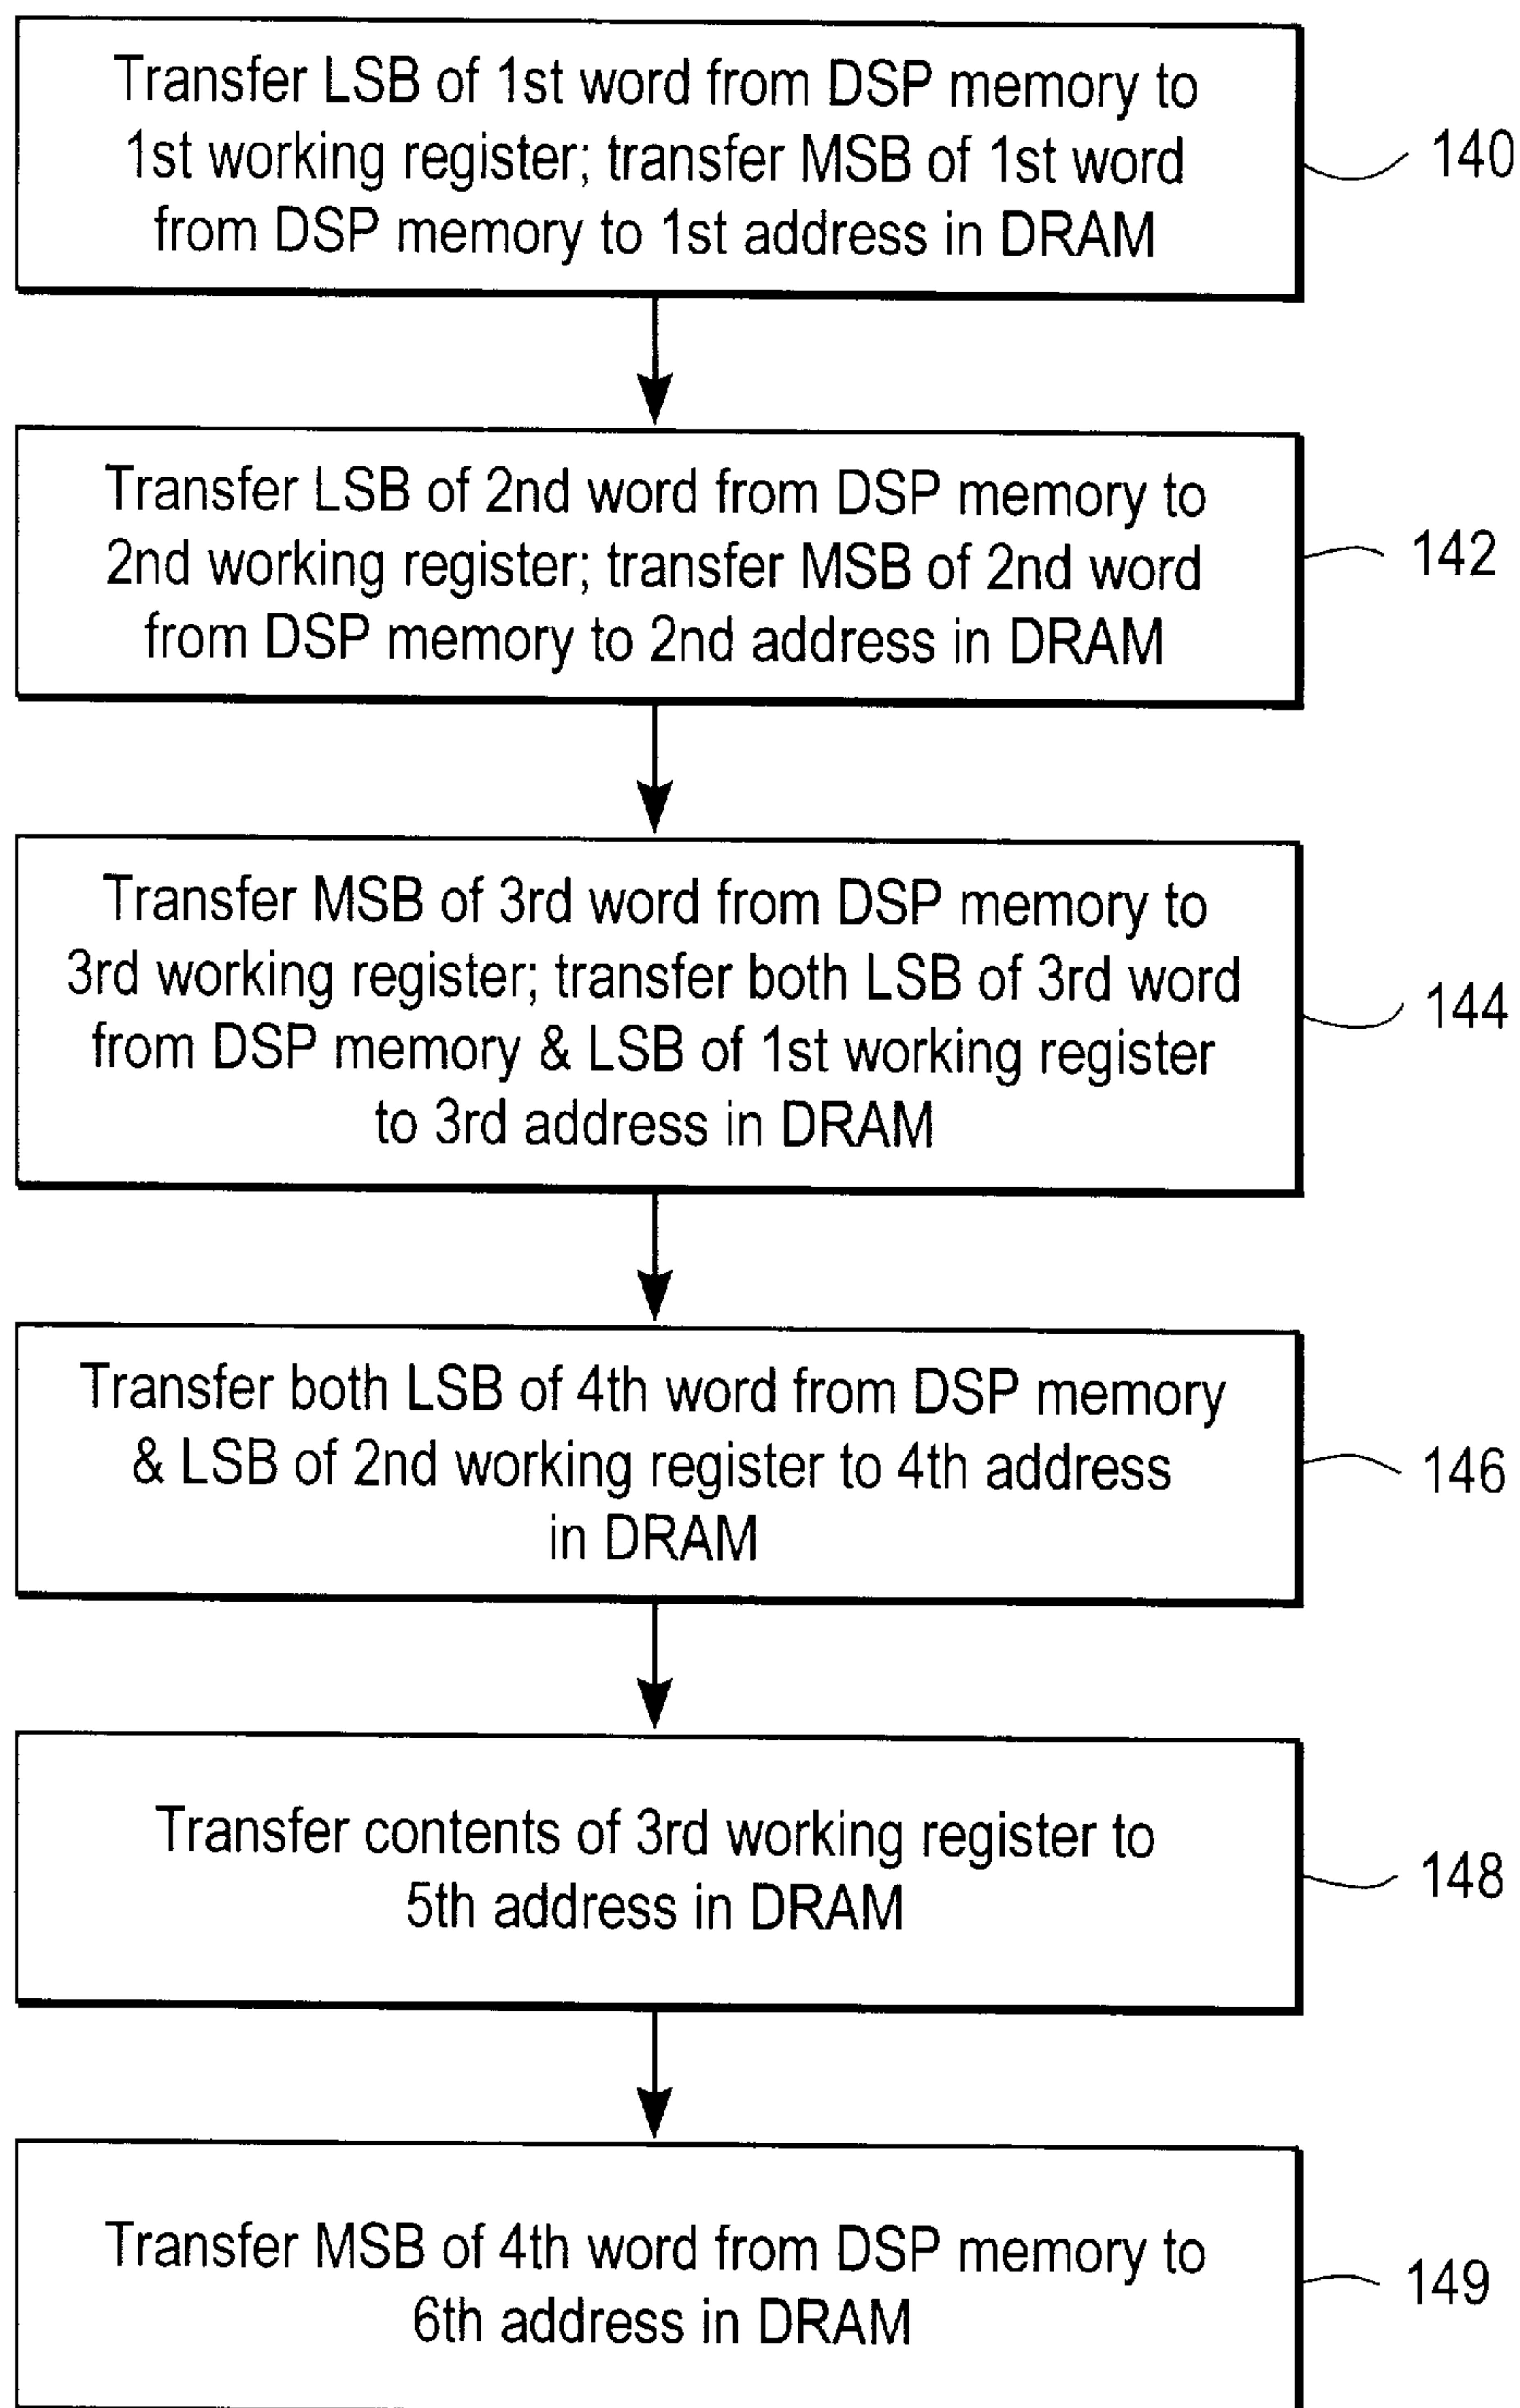 Transfer LSB of 1st word from DSP memory to
1st working register; transfer MSB of 1st word
from DSP memory to 1st address in DRAM
140
Transfer LSB of 2nd word from DSP memory to
2nd working register; transfer MSB of 2nd word
from DSP memory to 2nd address in DRAM
142
Transfer MSB of 3rd word from DSP memory to
3rd working register; transfer both LSB of 3rd word
from DSP memory & LSB of 1st working register
to 3rd address in DRAM
144
Transfer both LSB of 4th word from DSP memory
& LSB of 2nd working register to 4th address
in DRAM
146
Transfer contents of 3rd working register to
5th address in DRAM
148
Transfer MSB of 4th word from DSP memory to
6th address in DRAM
149